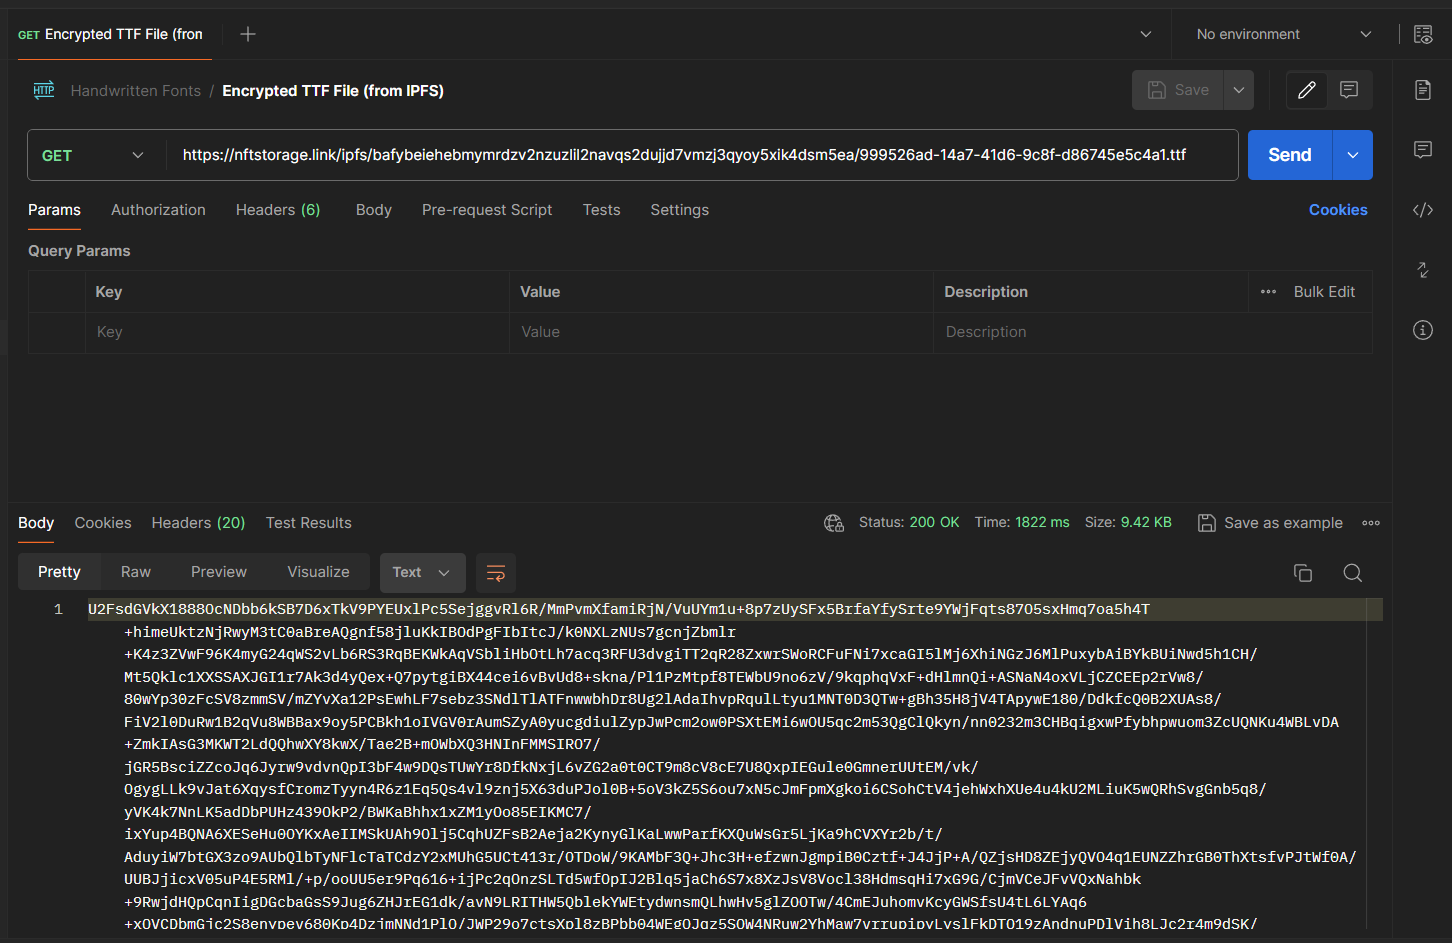 GET Encrypted TTF File (from
No environment
HTTP Handwritten Fonts / Encrypted TTF File (from IPFS)
Save
GET
https://nftstorage.link/ipfs/bafybeiehebmymrdzv2nzuzlil2navqs2dujjd7vmzj3qyoy5xik4dsm5ea/999526ad-14a7-41d6-9c8f-d86745e5c4a1.ttf
Send
Params Authorization Headers (6) Body Pre-request Script Tests Settings Cookies
Query Params
Key Value Description Bulk Edit
Key Value Description
Body Cookies Headers (20) Test Results Status: 200 OK Time: 1822 ms Size: 9.42 KB Save as example
Pretty Raw Preview Visualize Text
1 U2FsdGVkX1888OcNDbb6kSB7D6xTkV9PYEUxlPc5SejggvRl6R/MmPvmXfamiRjN/VuUYm1u+8p7zUySFx5BrfaYfySrte9YWjFqts87O5sxHmq7oa5h4T
+himeUktzNjRwyM3tC0aBreAQgnf58jluKkIBOdPgFIbItcJ/k0NXLzNUs7gcnjZbmlr
+K4z3ZVwF96K4myG24qWS2vLb6RS3RqBEKWkAqVSbliHbOtLh7acq3RFU3dvgiTT2qR28ZxwrSWoRCFuFNi7xcaGI5lMj6XhiNGzJ6MlPuxybAiBYkBUiNwd5h1CH/
Mt5Qklc1XXSSAXJGI1r7Ak3d4yQex+Q7pytgiBX44cei6vBvUd8+skna/Pl1PzMtpf8TEWbU9no6zV/9kqphqVxF+dHlmnQi+ASNaN4oxVLjCZCEEp2rVw8/
80wYp30zFcSV8zmmSV/mZYvXa12PsEwhLF7sebz3SNdlTlATFnwwbhDr8Ug2lAdaIhvpRqulLtyu1MNT0D3QTw+gBh35H8jV4TApywE180/DdkfcQ0B2XUAs8/
FiV2l0DuRw1B2qVu8WBBax9oy5PCBkh1oIVGV0rAumSZyA0yucgdiulZypJwPcm2ow0PSXtEMi6wOU5qc2m53QgClQkyn/nn0232m3CHBqigxwPfybhpwuom3ZcUQNKu4WBLvDA
+ZmkIAsG3MKWT2LdQQhwXY8kwX/Tae2B+mOWbXQ3HNInFMMSIRO7/
jGR5BsciZZcoJq6Jyrw9vdvnQpI3bF4w9DQsTUwYr8DfkNxjL6vZG2a0t0CT9m8cV8cE7U8QxpIEGule0GmnerUUtEM/vk/
OgygLLk9vJat6XqysfCromzTyyn4R6z1Eq5Qs4vl9znj5X63duPJol0B+5oV3kZ5S6ou7xN5cJmFpmXgkoi6CSohCtV4jehWxhXUe4u4kU2MLiuK5wQRhSvgGnb5q8/
yVK4k7NnLK5adDbPUHz439OkP2/BWKaBhhx1xZM1yOo85EIKMC7/
ixYup4BQNA6XESeHu0OYKxAeIIMSkUAh9Olj5CqhUZFsB2Aeja2KynyGlKaLwwParfKXQuWsGr5LjKa9hCVXYr2b/t/
AduyiW7btGX3zo9AUbQlbTyNFlcTaTCdzY2xMUhG5UCt413r/OTDoW/9KAMbF3Q+Jhc3H+efzwnJgmpiB0Cztf+J4JjP+A/QZjsHD8ZEjyQVO4q1EUNZZhrGB0ThXtsfvPJtWf0A/
UUBJjicxV05uP4E5RMl/+p/ooUU5er9Pq616+ijPc2qOnzSLTd5wfOpIJ2Blq5jaCh6S7x8XzJsV8Vocl38HdmsqHi7xG9G/CjmVCeJFvVQxNahbk
+9RwjdHQpCqnIigDGcbaGsS9Jug6ZHJrEG1dk/avN9LRITHW5QblekYWEtydwnsmQLhwHv5glZOOTw/4CmEJuhomvKcyGWSfsU4tL6LYAq6
+xOVCDbmGjc2S8envpev680Kp4DzjmNNd1PlO/JWP29o7ctsXpl8zBPbb04WEgOJqz5SOW4NRuw2YhMaw7vrrupipvLvslFkDTO19zAndnuPDlVih8LJc2r4m9dSK/